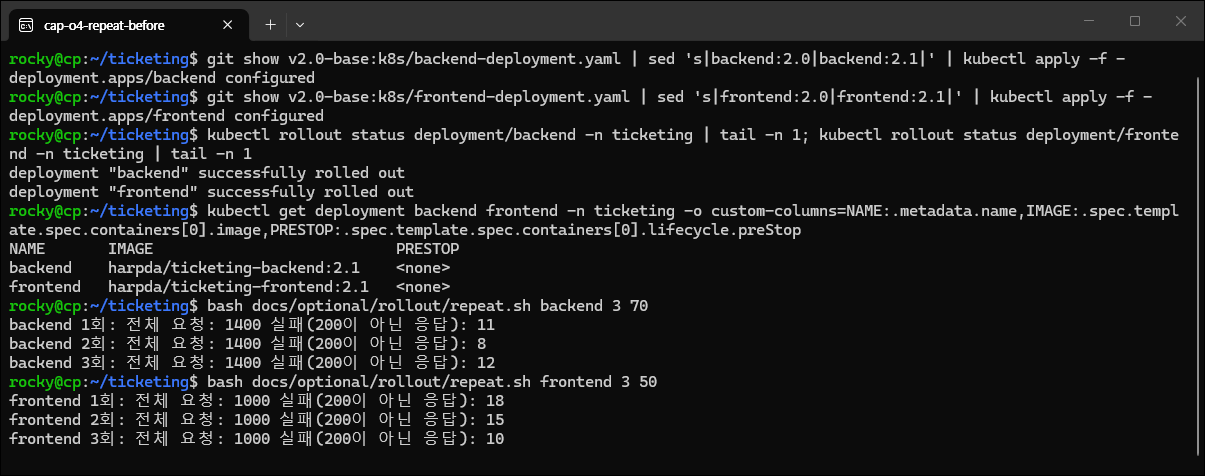 cap-o4-repeat-before
rocky@cp:~/ticketing$ git show v2.0-base:k8s/backend-deployment.yaml | sed 's|backend:2.0|backend:2.1|' | kubectl apply -f -
deployment.apps/backend configured
rocky@cp:~/ticketing$ git show v2.0-base:k8s/frontend-deployment.yaml | sed 's|frontend:2.0|frontend:2.1|' | kubectl apply -f -
deployment.apps/frontend configured
rocky@cp:~/ticketing$ kubectl rollout status deployment/backend -n ticketing | tail -n 1; kubectl rollout status deployment/fronte
nd -n ticketing | tail -n 1
deployment "backend" successfully rolled out
deployment "frontend" successfully rolled out
rocky@cp:~/ticketing$ kubectl get deployment backend frontend -n ticketing -o custom-columns=NAME:.metadata.name,IMAGE:.spec.templ
ate.spec.containers[0].image,PRESTOP:.spec.template.spec.containers[0].lifecycle.preStop
NAME       IMAGE                           PRESTOP
backend    harpda/ticketing-backend:2.1    <none>
frontend   harpda/ticketing-frontend:2.1   <none>
rocky@cp:~/ticketing$ bash docs/optional/rollout/repeat.sh backend 3 70
backend 1회: 전체 요청: 1400 실패(200이 아닌 응답): 11
backend 2회: 전체 요청: 1400 실패(200이 아닌 응답): 8
backend 3회: 전체 요청: 1400 실패(200이 아닌 응답): 12
rocky@cp:~/ticketing$ bash docs/optional/rollout/repeat.sh frontend 3 50
frontend 1회: 전체 요청: 1000 실패(200이 아닌 응답): 18
frontend 2회: 전체 요청: 1000 실패(200이 아닌 응답): 15
frontend 3회: 전체 요청: 1000 실패(200이 아닌 응답): 10